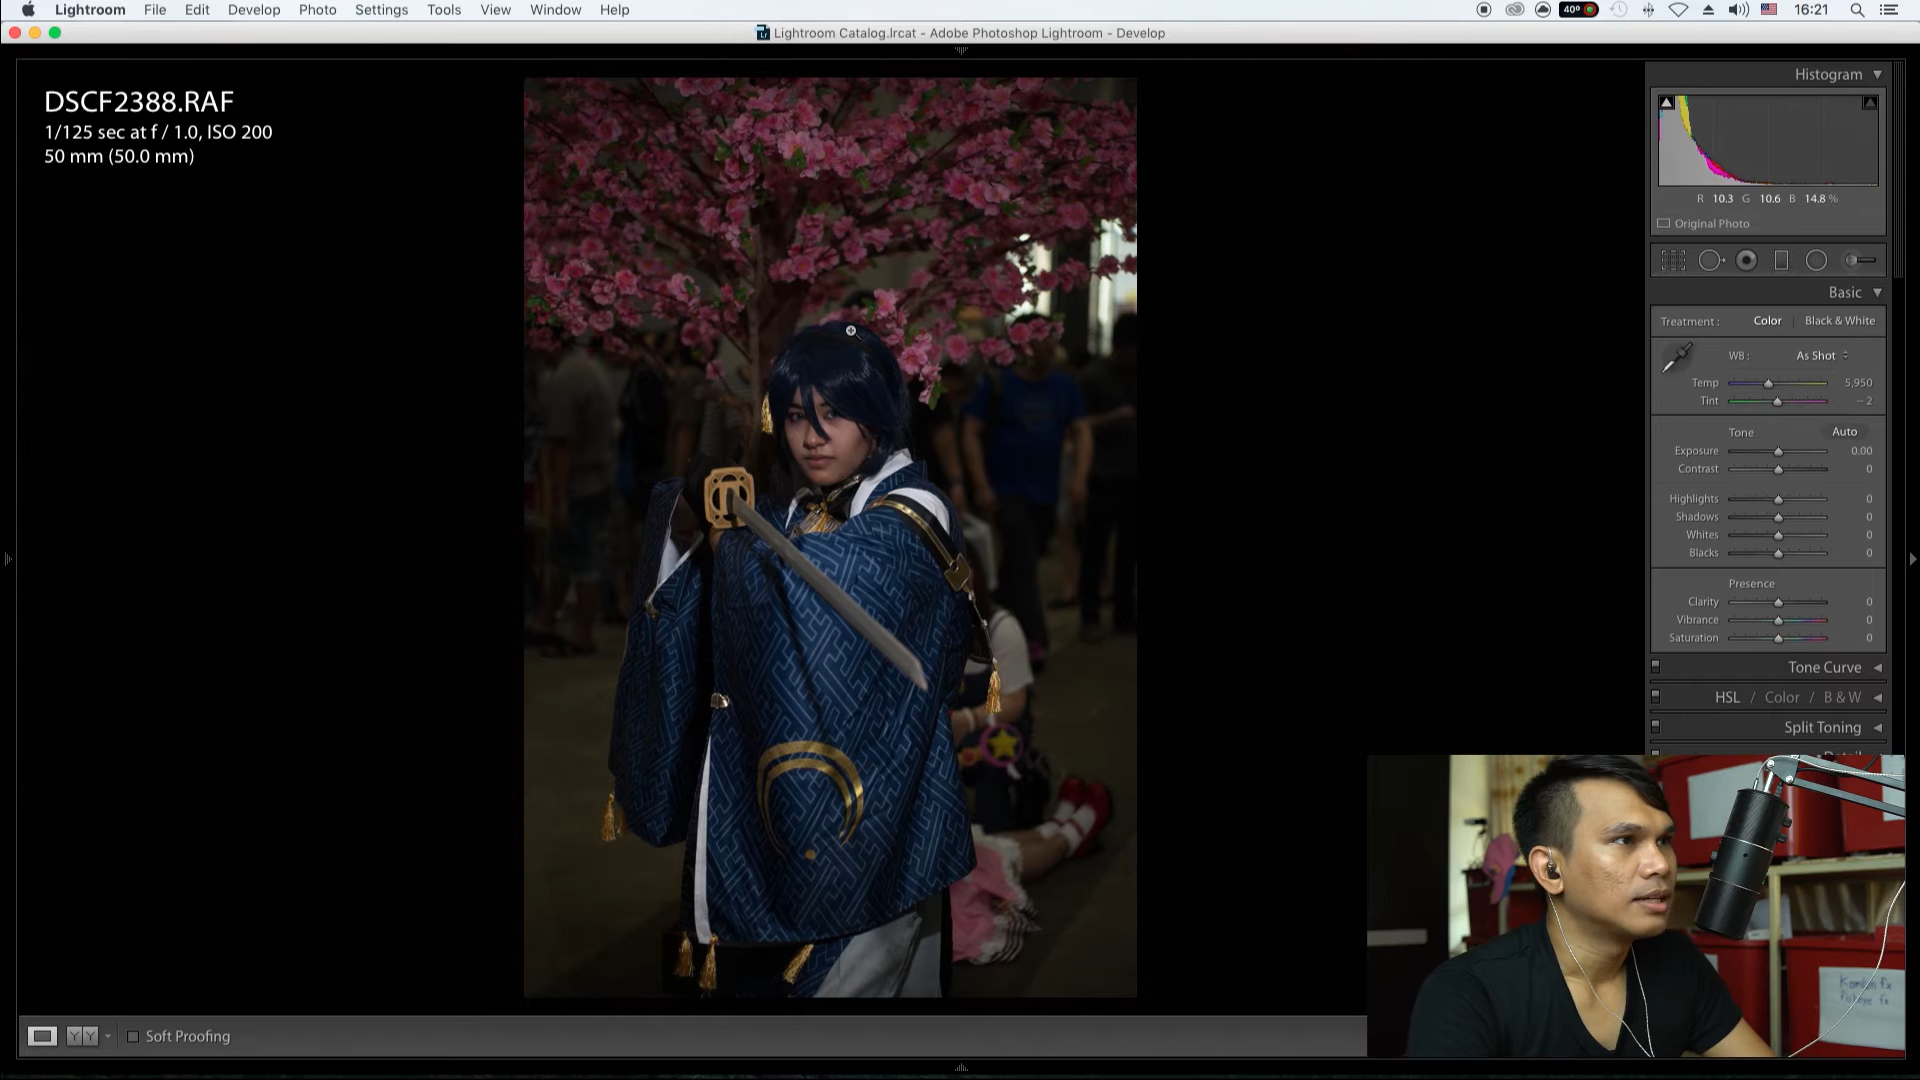 Lightroom File Edit Develop Photo Settings Tools View Window Help 40° 16:21
Lightroom Catalog.lrcat - Adobe Photoshop Lightroom - Develop
DSCF2388.RAF
1/125 sec at f / 1.0, ISO 200
50 mm (50.0 mm)
Histogram
R 10.3 G 10.6 B 14.8 %
Original Photo
Basic
Treatment : Color Black & White
WB : As Shot
Temp 5,950
Tint – 2
Tone Auto
Exposure 0.00
Contrast 0
Highlights 0
Shadows 0
Whites 0
Blacks 0
Presence
Clarity 0
Vibrance 0
Saturation 0
Tone Curve
HSL / Color / B & W
Split Toning
Soft Proofing